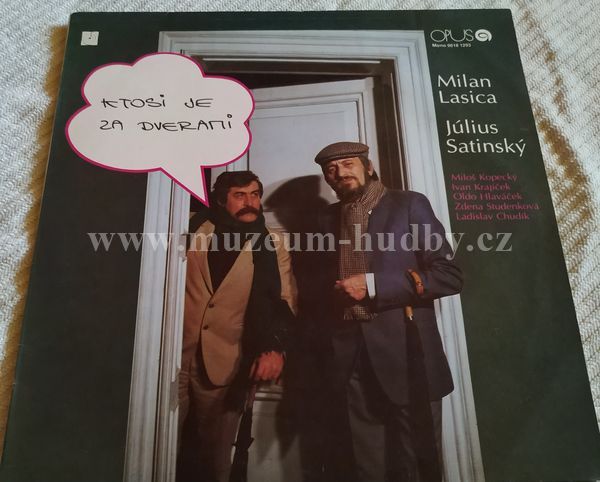 OPUS
Mono 9018 1293
KTOSI JE
ZA DVERAMI
Milan
Lasica
Július
Satinský
Miloš Kopecký
Ivan Krajíček
Oldo Hlaváček
Zdena Studenková
Ladislav Chudík
www.muzeum-hudby.cz